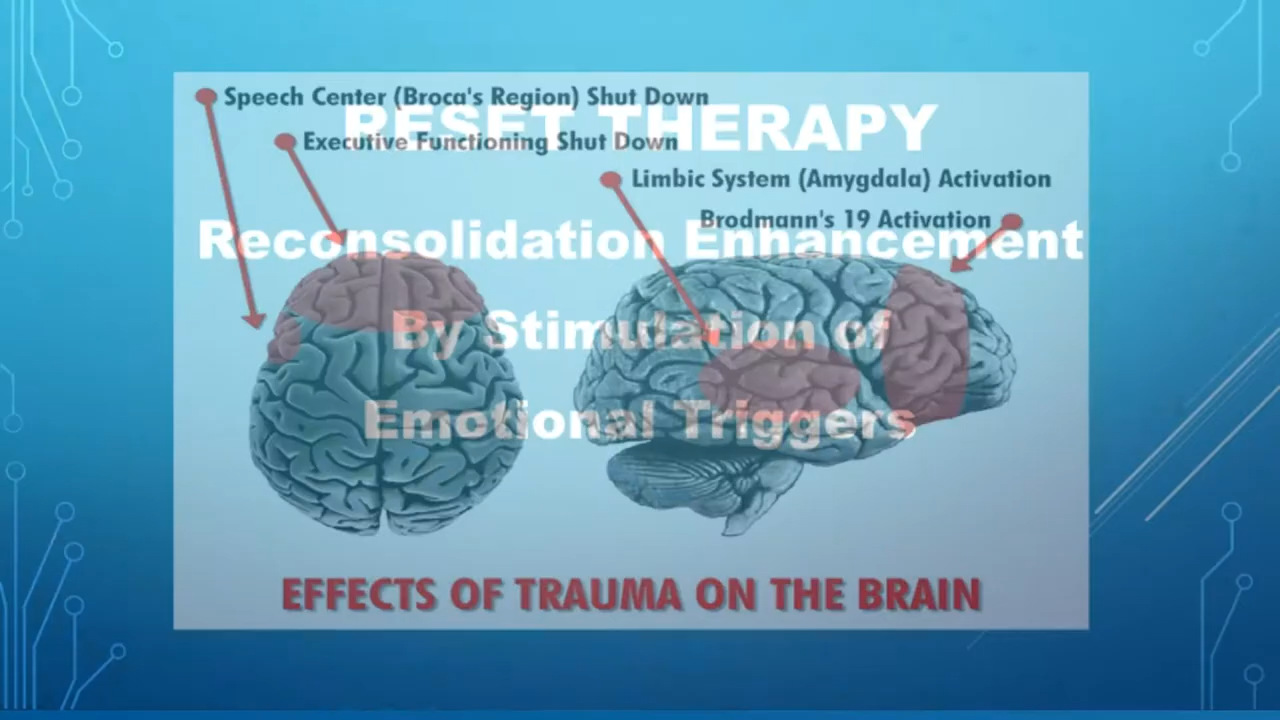 Speech Center (Broca's Region) Shut Down
RESET THERAPY
Executive Functioning Shut Down
Limbic System (Amygdala) Activation
Brodmann's 19 Activation
Reconsolidation Enhancement
By Stimulation of
Emotional Triggers
EFFECTS OF TRAUMA ON THE BRAIN